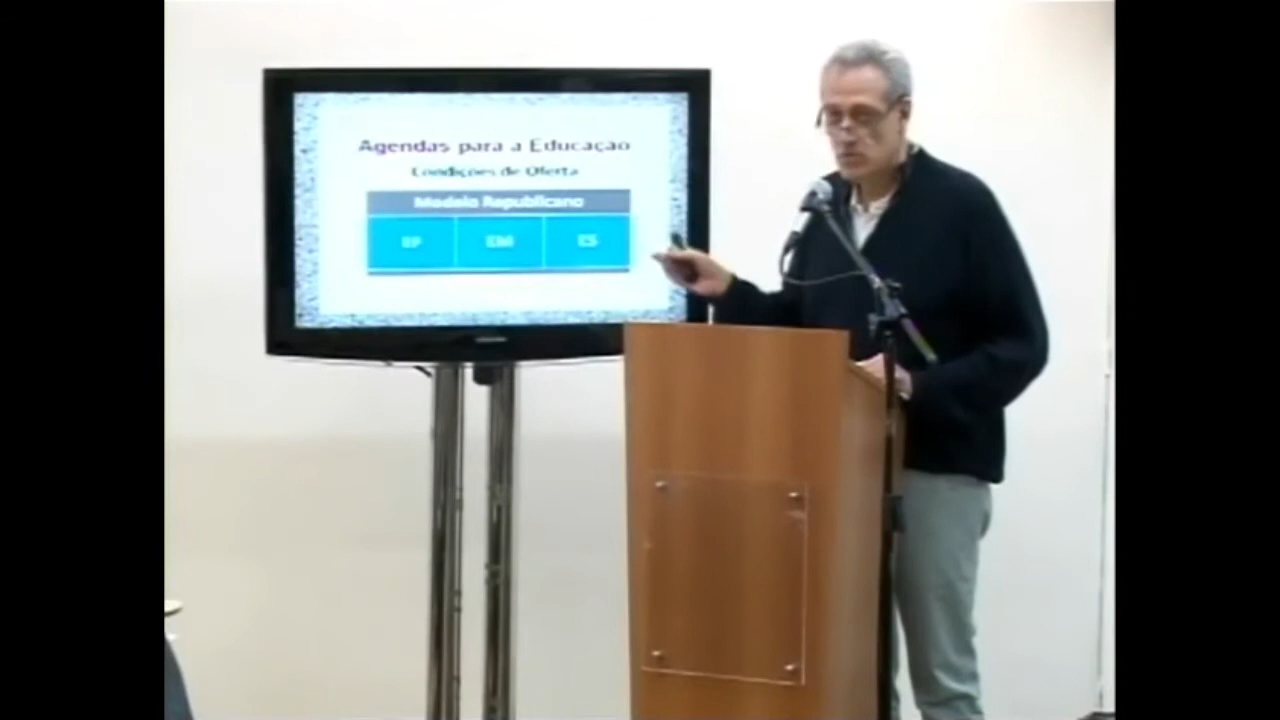 Agendas para a Educação
Condições de Oferta
Modelo Republicano
EF EM ES